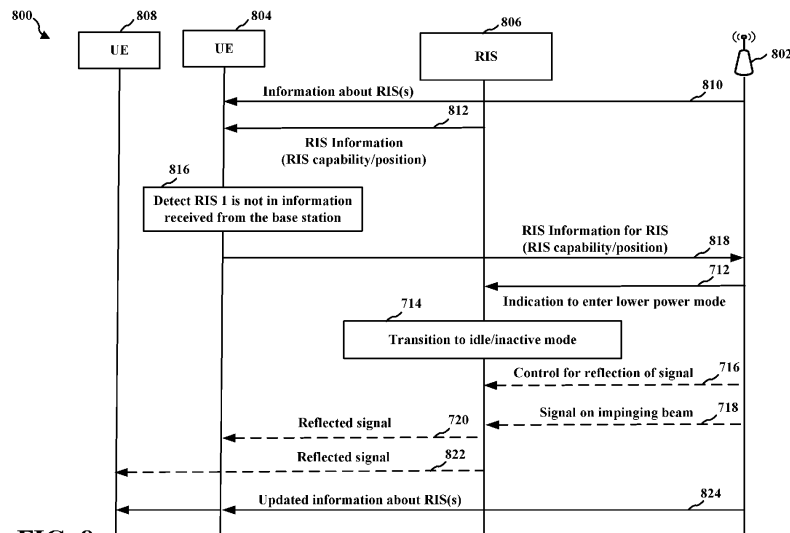 800
808
804
806
802
UE
UE
RIS
Information about RIS(s)
810
812
RIS Information
(RIS capability/position)
816
Detect RIS 1 is not in information
received from the base station
RIS Information for RIS
(RIS capability/position)
818
712
Indication to enter lower power mode
714
Transition to idle/inactive mode
Control for reflection of signal
716
Signal on impinging beam
718
Reflected signal
720
Reflected signal
822
Updated information about RIS(s)
824